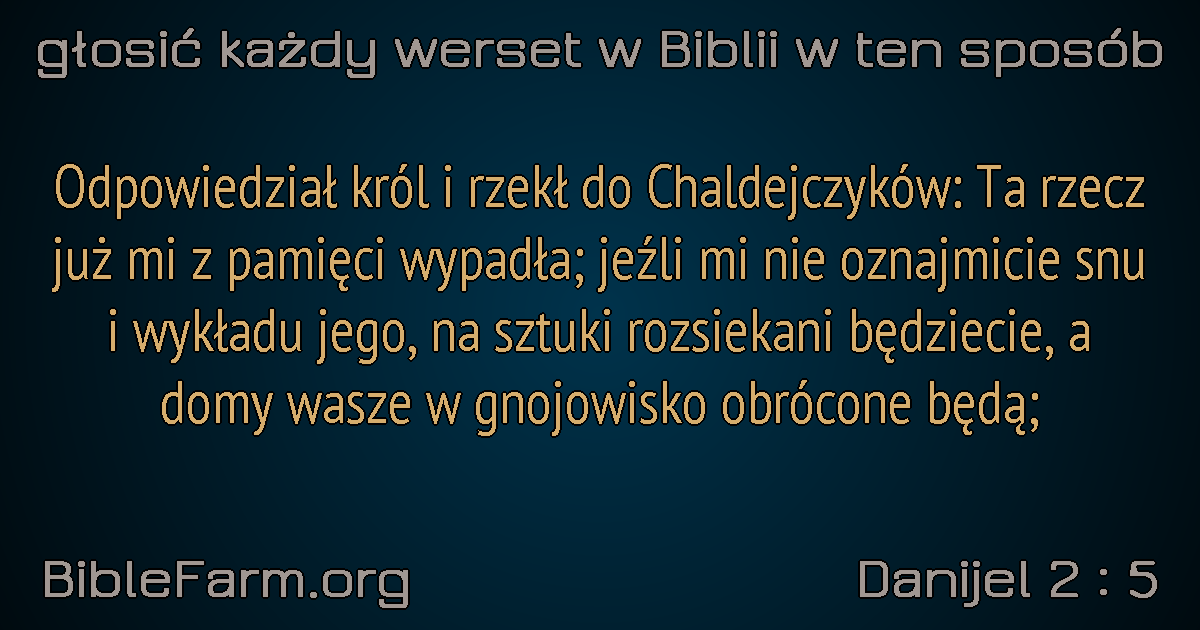 głosić każdy werset w Biblii w ten sposób
Odpowiedział król i rzekł do Chaldejczyków: Ta rzecz
już mi z pamięci wypadła; jeźli mi nie oznajmicie snu
i wykładu jego, na sztuki rozsiekani będziecie, a
domy wasze w gnojowisko obrócone będą;
BibleFarm.org
Danijel 2 : 5